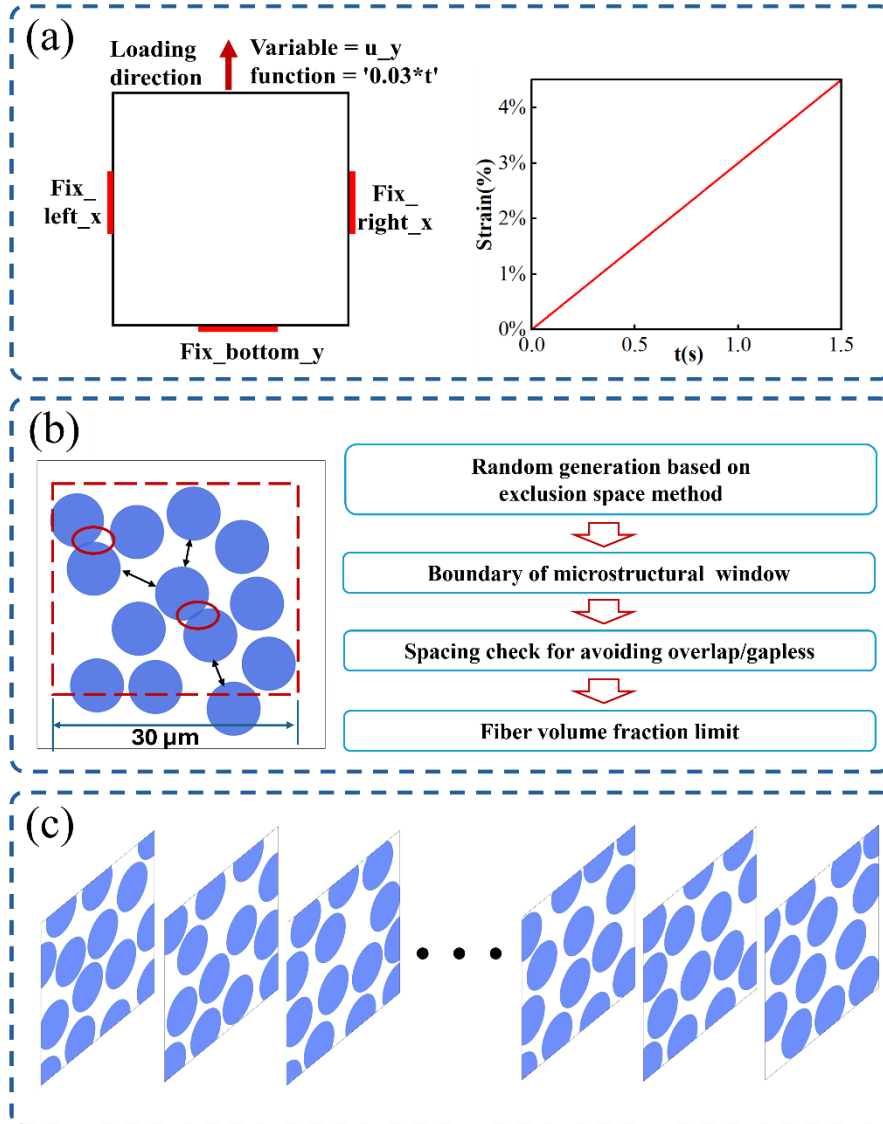 (a)
Loading
direction
Variable = u_y
function = '0.03*t'
Fix_
left_x
Fix_
right_x
Fix_bottom_y
Strain(%)
4%
3%
2%
1%
0%
0.0
0.5
1.0
1.5
t(s)
(b)
30 μm
Random generation based on
exclusion space method
Boundary of microstructural window
Spacing check for avoiding overlap/gapless
Fiber volume fraction limit
(c)